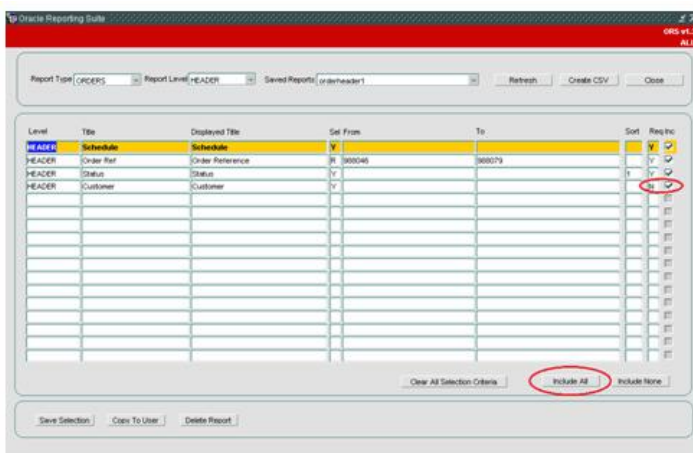 Oracle Reporting Suite
ORS v1.
ALI
Report Type ORDERS Report Level HEADER Saved Reports orderheader1 Refresh Create CSV Close
Level Title Displayed Title Sel From To Sort Req Inc
HEADER Schedule Schedule Y Y
HEADER Order Ref Order Reference R 988046 988079 Y
HEADER Status Status Y 1 Y
HEADER Customer Customer Y N
Clear All Selection Criteria Include All Include None
Save Selection Copy To User Delete Report